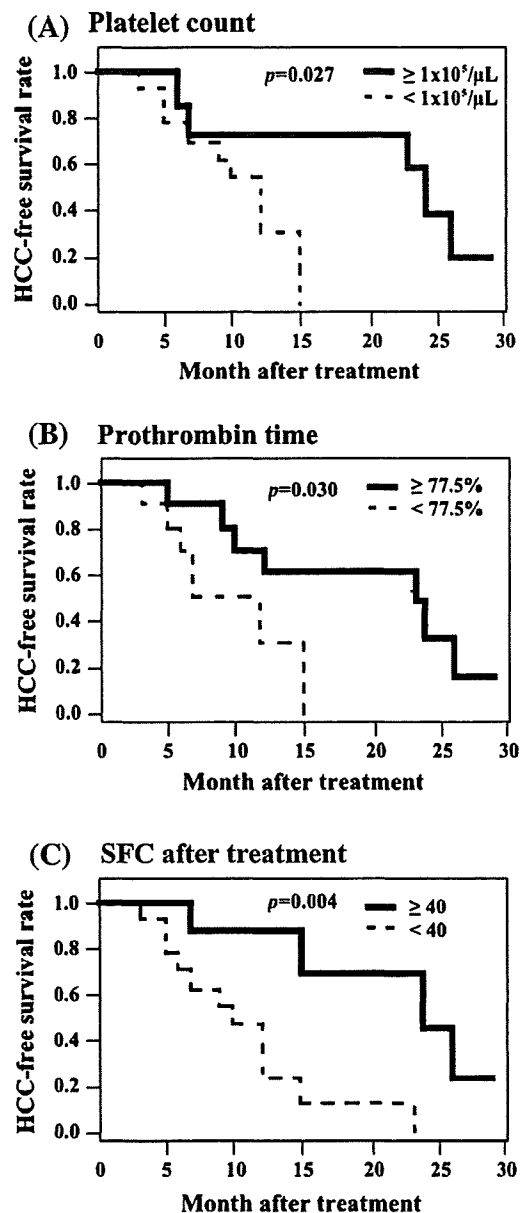 (A) Platelet count
p=0.027
≥ 1x10⁵/µL
< 1x10⁵/µL
HCC-free survival rate
1.0
0.8
0.6
0.4
0.2
0.0
0 5 10 15 20 25 30
Month after treatment
(B) Prothrombin time
p=0.030
≥ 77.5%
< 77.5%
HCC-free survival rate
1.0
0.8
0.6
0.4
0.2
0.0
0 5 10 15 20 25 30
Month after treatment
(C) SFC after treatment
p=0.004
≥ 40
< 40
HCC-free survival rate
1.0
0.8
0.6
0.4
0.2
0.0
0 5 10 15 20 25 30
Month after treatment